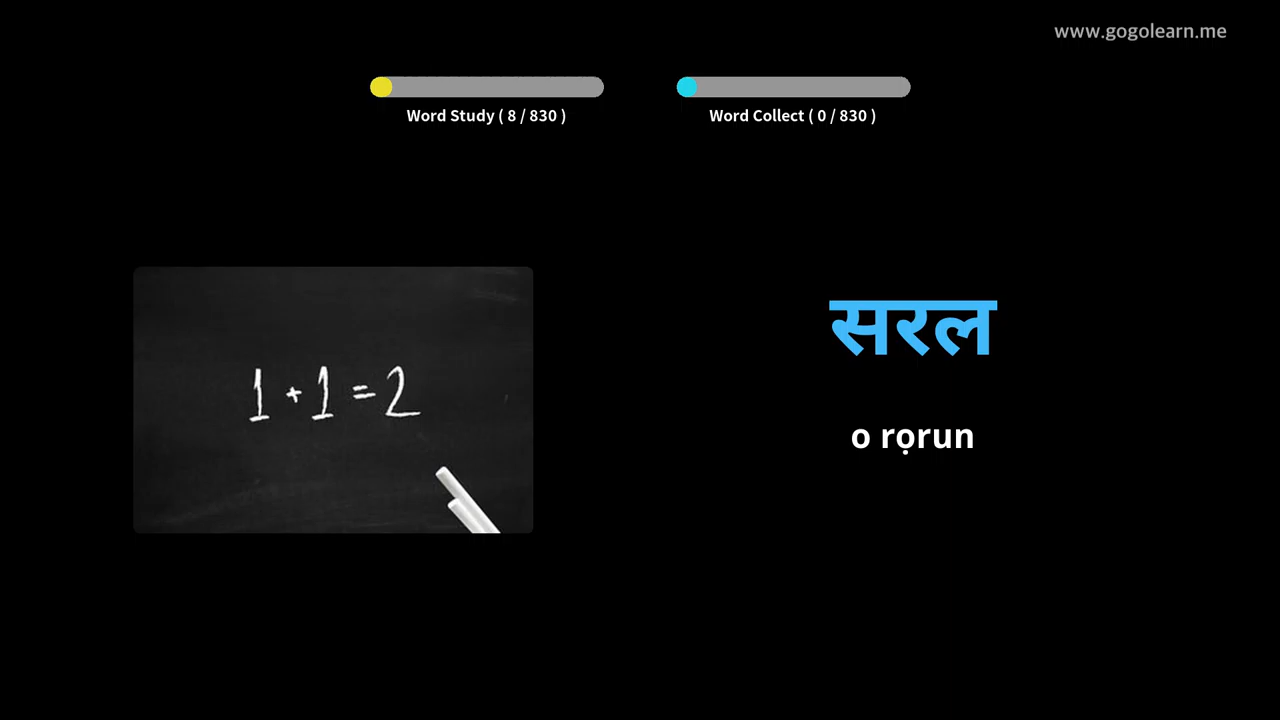 www.gogolearn.me
Word Study ( 8 / 830 )
Word Collect ( 0 / 830 )
1 + 1 = 2
सरल
o rọrun